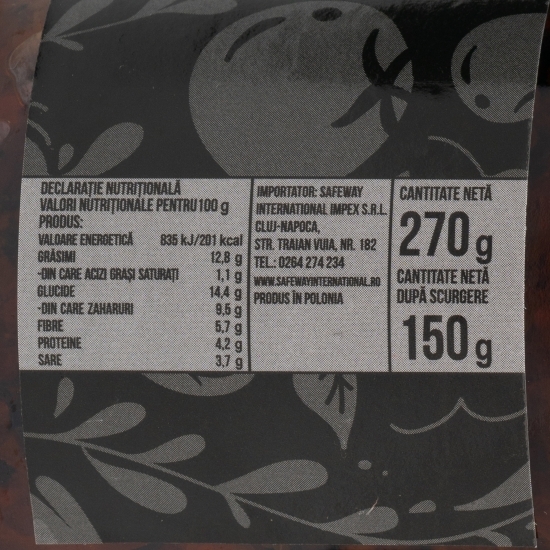 DECLARAȚIE NUTRIȚIONALĂ
VALORI NUTRIȚIONALE PENTRU 100 g
PRODUS:
VALOARE ENERGETICĂ 835 kJ/201 kcal
GRĂSIMI 12,8 g
-DIN CARE ACIZI GRAȘI SATURAȚI 1,1 g
GLUCIDE 14,4 g
-DIN CARE ZAHARURI 9,5 g
FIBRE 5,7 g
PROTEINE 4,2 g
SARE 3,7 g
IMPORTATOR: SAFEWAY
INTERNATIONAL IMPEX S.R.L.
CLUJ-NAPOCA,
STR. TRAIAN VUIA, NR. 182
TEL.: 0264 274 234
WWW.SAFEWAYINTERNATIONAL.RO
PRODUS ÎN POLONIA
CANTITATE NETĂ
270 g
CANTITATE NETĂ
DUPĂ SCURGERE
150 g